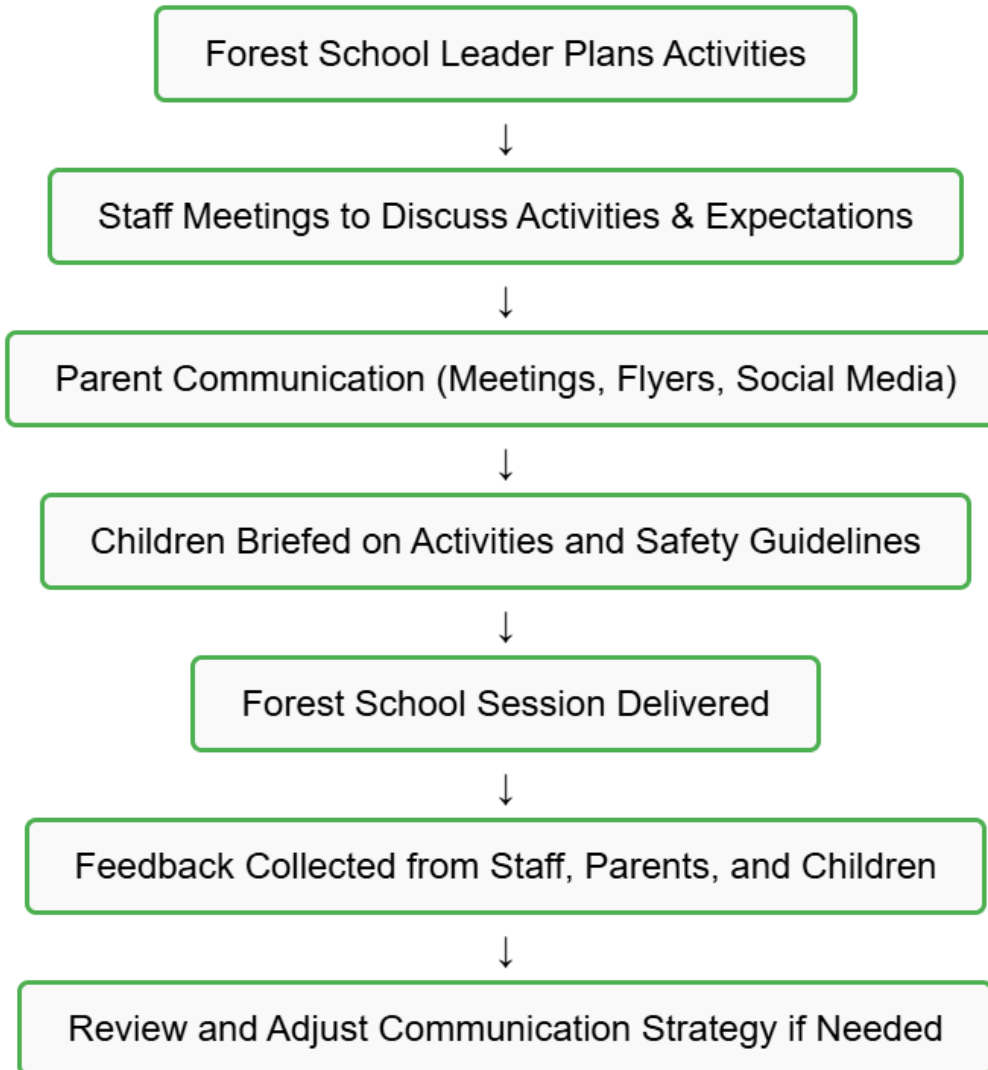 Forest School Leader Plans Activities
↓
Staff Meetings to Discuss Activities & Expectations
↓
Parent Communication (Meetings, Flyers, Social Media)
↓
Children Briefed on Activities and Safety Guidelines
↓
Forest School Session Delivered
↓
Feedback Collected from Staff, Parents, and Children
↓
Review and Adjust Communication Strategy if Needed